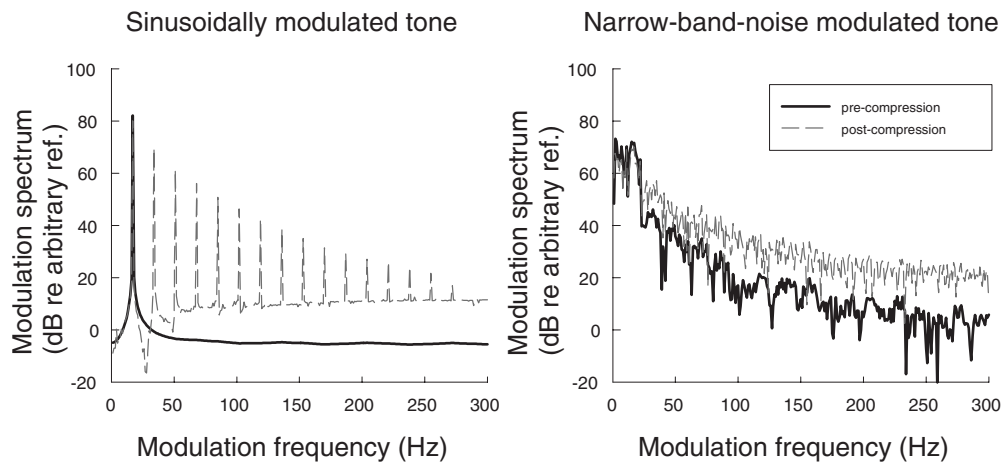 Sinusoidally modulated tone
Modulation spectrum
(dB re arbitrary ref.)
100
80
60
40
20
0
-20
0
50
100
150
200
250
300
Modulation frequency (Hz)
Narrow-band-noise modulated tone
Modulation spectrum
(dB re arbitrary ref.)
100
80
60
40
20
0
-20
0
50
100
150
200
250
300
Modulation frequency (Hz)
pre-compression
post-compression